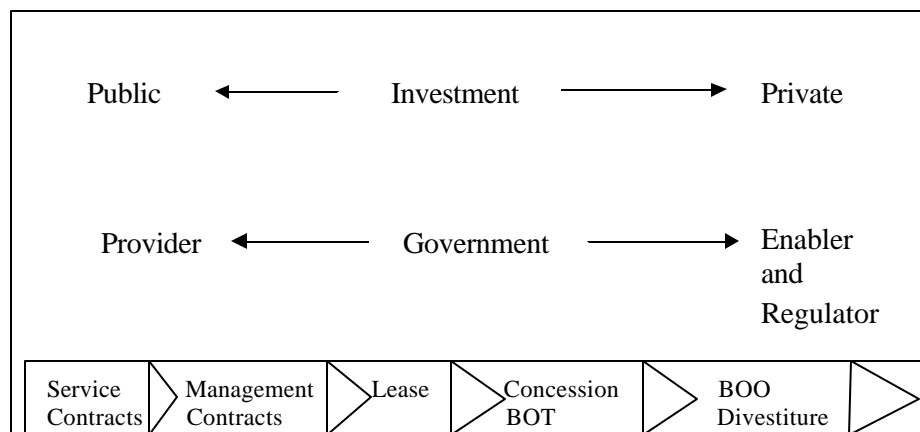 Public Investment Private
Provider Government Enabler
and
Regulator
Service Management Lease Concession BOO
Contracts Contracts BOT Divestiture